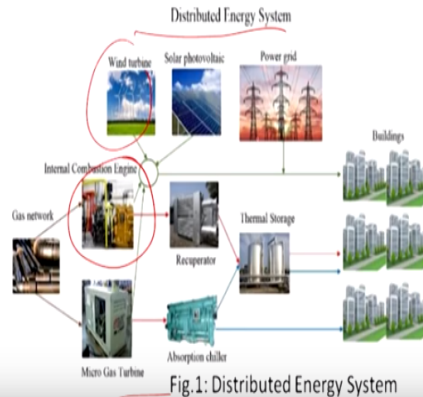 Distributed Energy System
Wind turbine
Solar photovoltaic
Power grid
Buildings
Internal Combustion Engine
Gas network
Recuperator
Thermal Storage
Micro Gas Turbine
Absorption chiller
Fig.1: Distributed Energy System